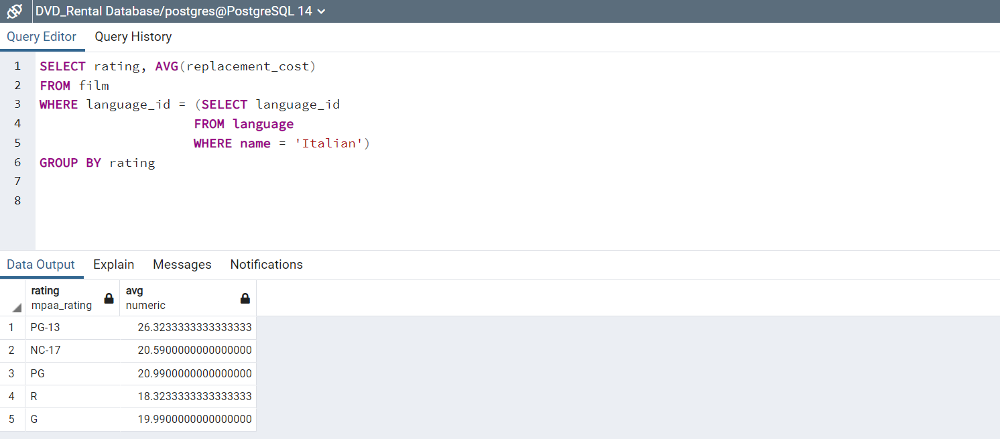 DVD_Rental Database/postgres@PostgreSQL 14
Query Editor Query History
1 SELECT rating, AVG(replacement_cost)
2 FROM film
3 WHERE language_id = (SELECT language_id
4 FROM language
5 WHERE name = 'Italian')
6 GROUP BY rating
7
8
Data Output Explain Messages Notifications
rating avg
mpaa_rating numeric
1 PG-13 26.3233333333333333
2 NC-17 20.5900000000000000
3 PG 20.9900000000000000
4 R 18.3233333333333333
5 G 19.9900000000000000